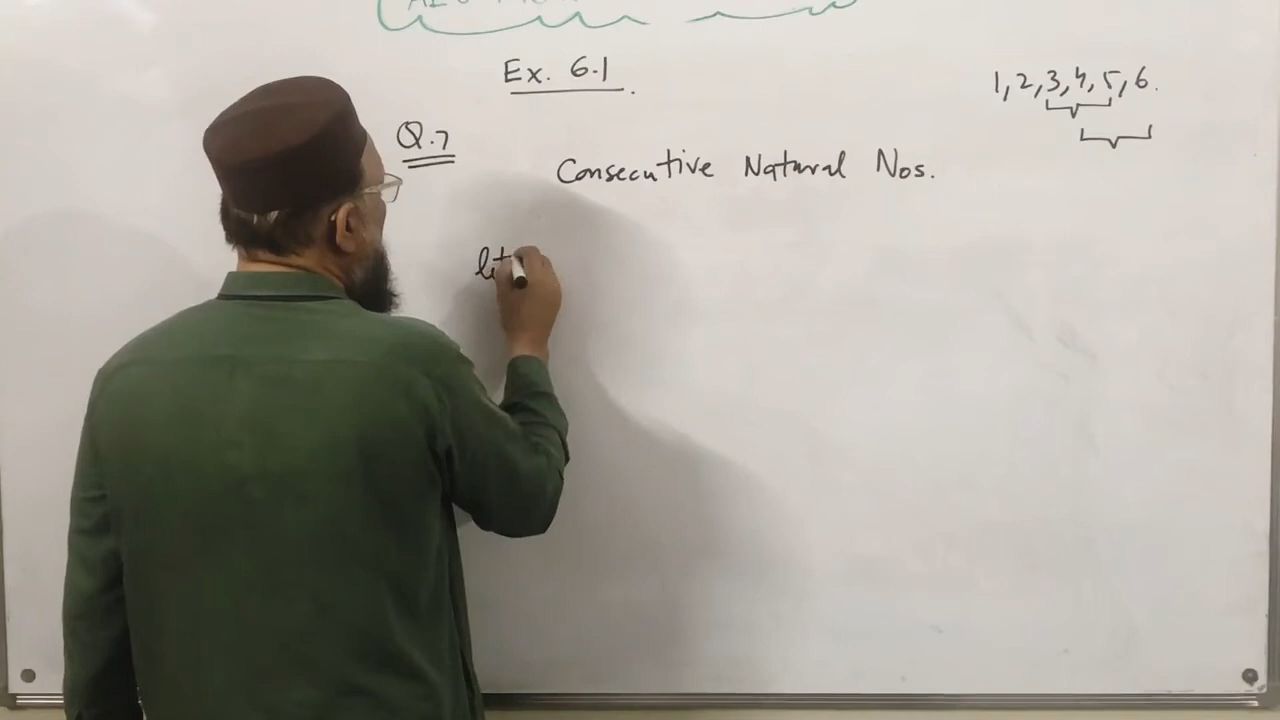 Ex. 6.1
1, 2, 3, 4, 5, 6.
Q.7
Consecutive Natural Nos.
let